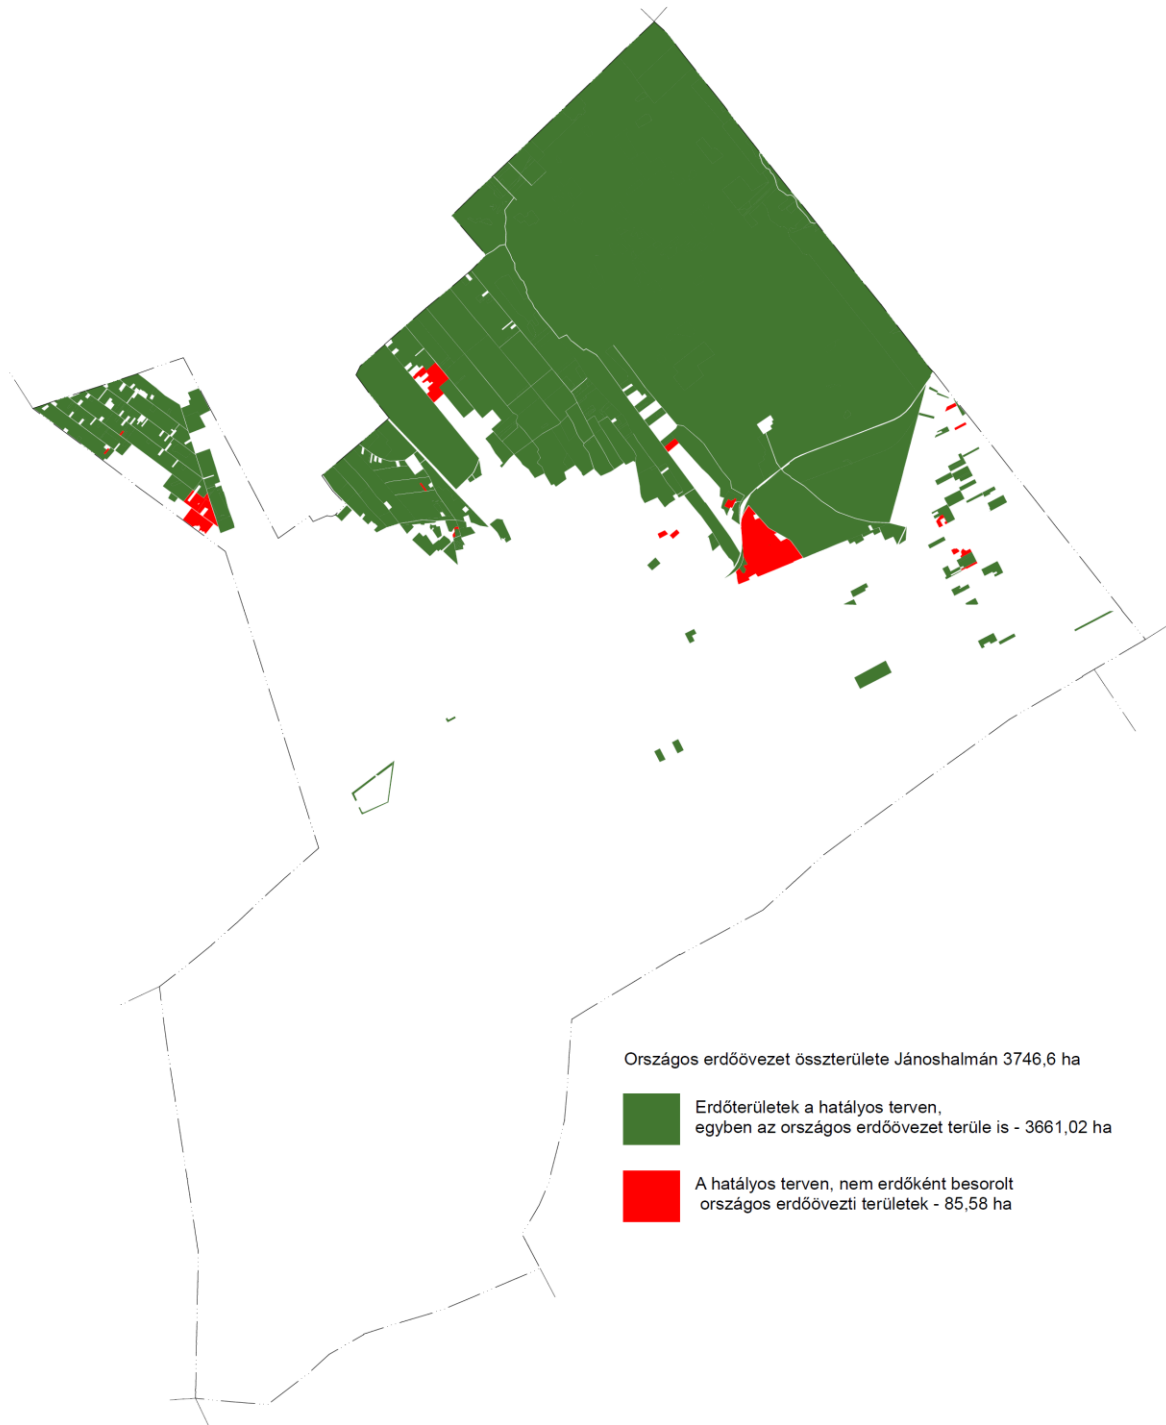 Országos erdőövezet összterülete Jánoshalmán 3746,6 ha
Erdőterületek a hatályos terven,
egyben az országos erdőövezet terüle is - 3661,02 ha
A hatályos terven, nem erdőként besorolt
országos erdőövezti területek - 85,58 ha